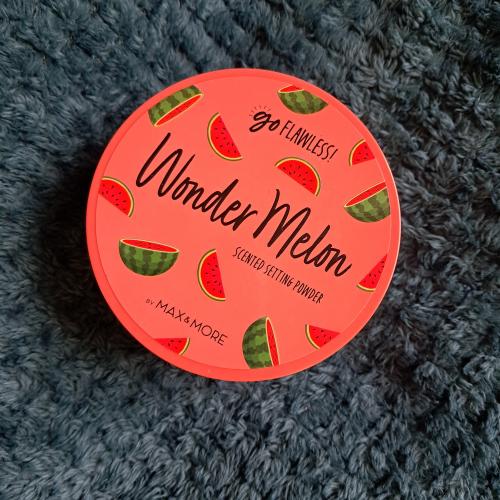 go FLAWLESS!
Wonder Melon
SCENTED SETTING POWDER
BY MAX & MORE